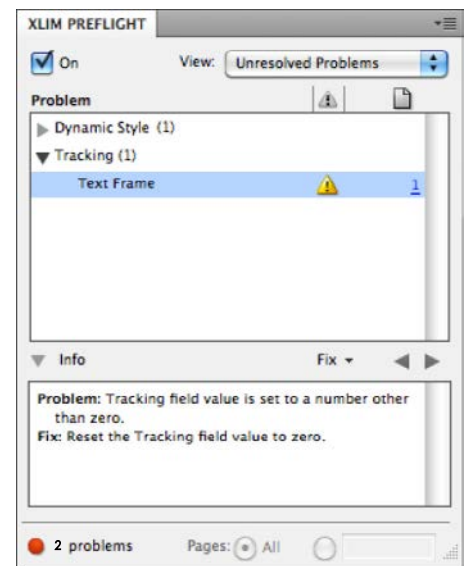 XLIM PREFLIGHT
On View: Unresolved Problems
Problem
Dynamic Style (1)
Tracking (1)
Text Frame 1
Info Fix
Problem: Tracking field value is set to a number other
than zero.
Fix: Reset the Tracking field value to zero.
2 problems Pages: All